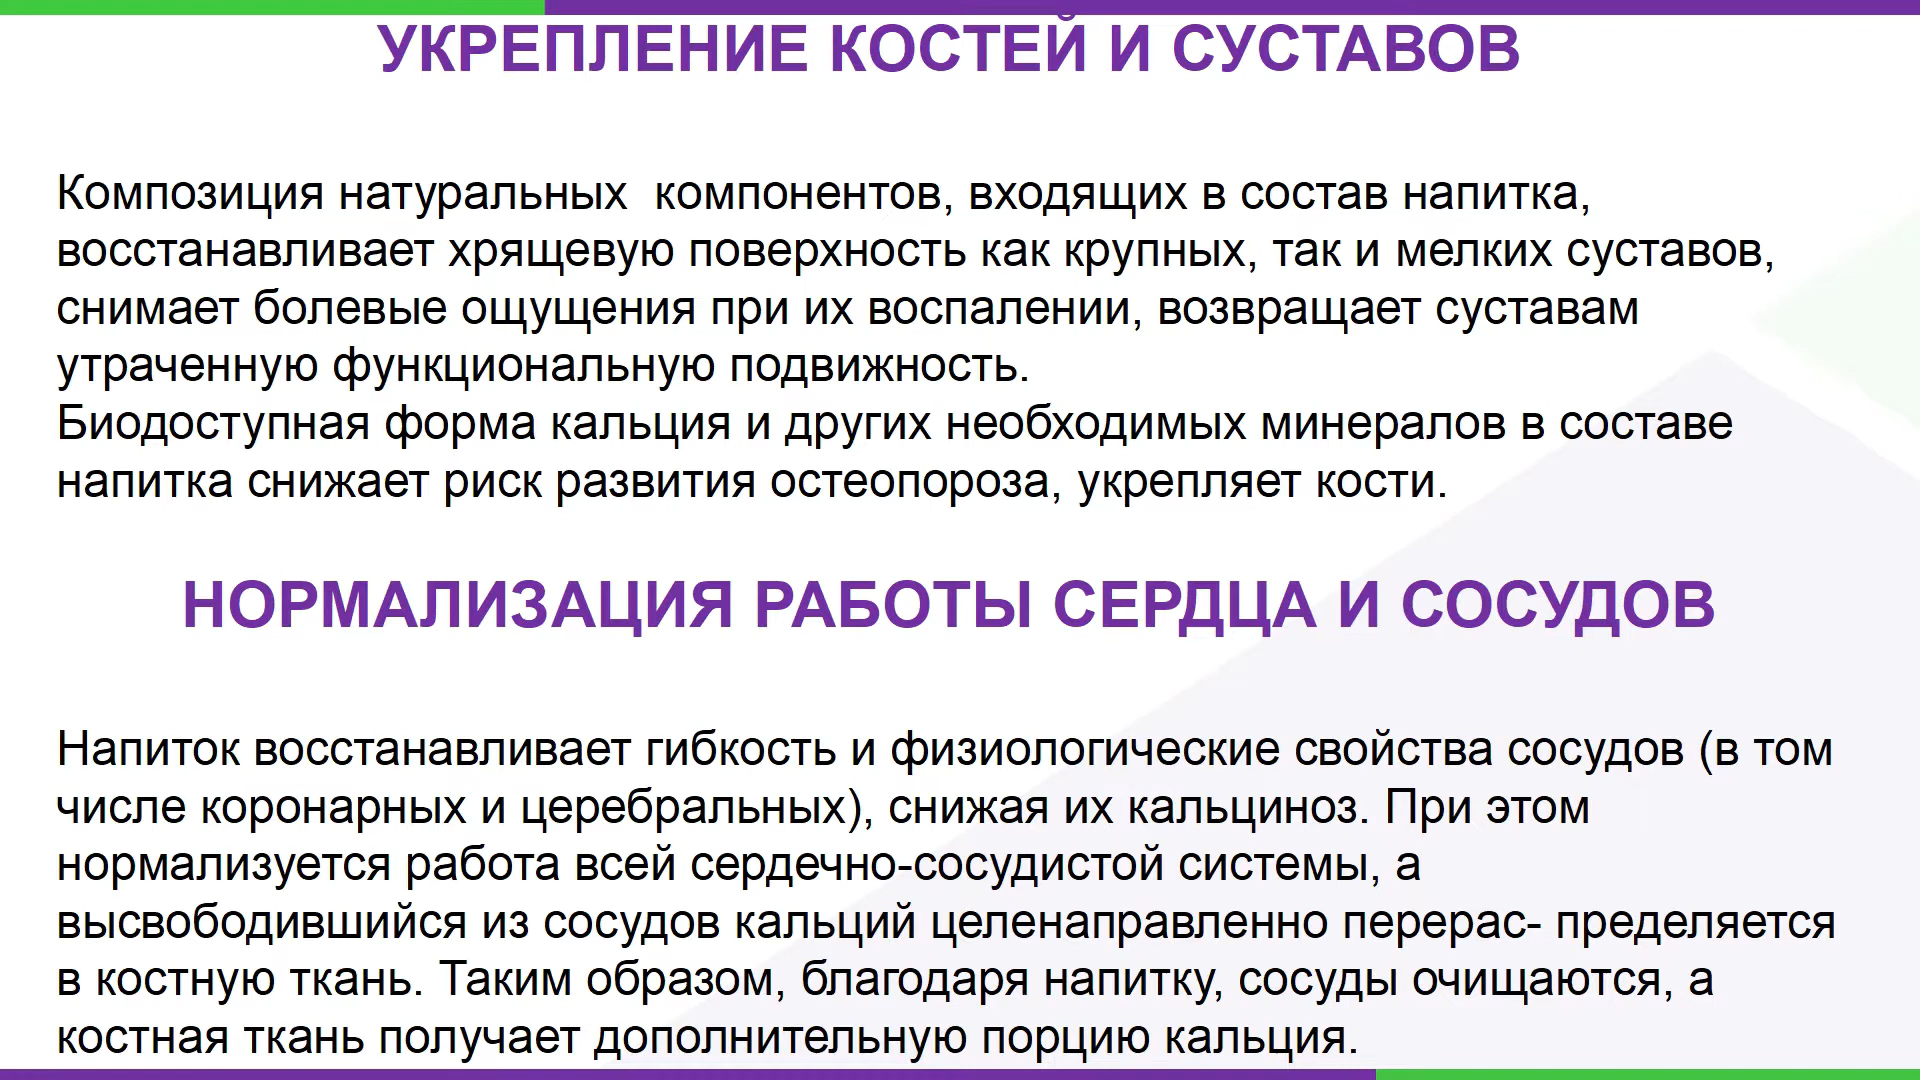 УКРЕПЛЕНИЕ КОСТЕЙ И СУСТАВОВ
Композиция натуральных  компонентов, входящих в состав напитка,
восстанавливает хрящевую поверхность как крупных, так и мелких суставов,
снимает болевые ощущения при их воспалении, возвращает суставам
утраченную функциональную подвижность.
Биодоступная форма кальция и других необходимых минералов в составе
напитка снижает риск развития остеопороза, укрепляет кости.
НОРМАЛИЗАЦИЯ РАБОТЫ СЕРДЦА И СОСУДОВ
Напиток восстанавливает гибкость и физиологические свойства сосудов (в том
числе коронарных и церебральных), снижая их кальциноз. При этом
нормализуется работа всей сердечно-сосудистой системы, а
высвободившийся из сосудов кальций целенаправленно перерас- пределяется
в костную ткань. Таким образом, благодаря напитку, сосуды очищаются, а
костная ткань получает дополнительную порцию кальция.